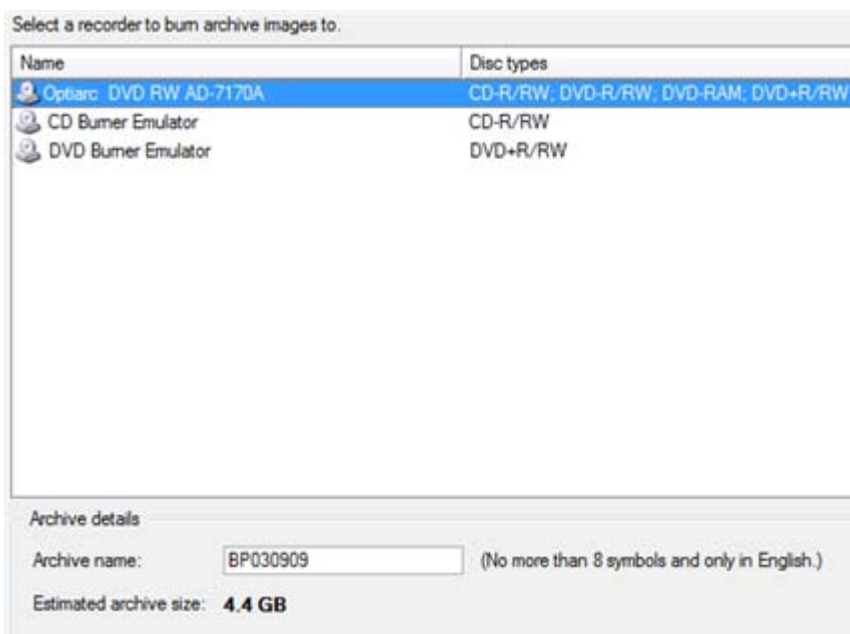 Select a recorder to burn archive images to.
Name Disc types
Optiarc DVD RW AD-7170A CD-R/RW; DVD-R/RW; DVD-RAM; DVD+R/RW
CD Burner Emulator CD-R/RW
DVD Burner Emulator DVD+R/RW
Archive details
Archive name: BP030909 (No more than 8 symbols and only in English.)
Estimated archive size: 4.4 GB